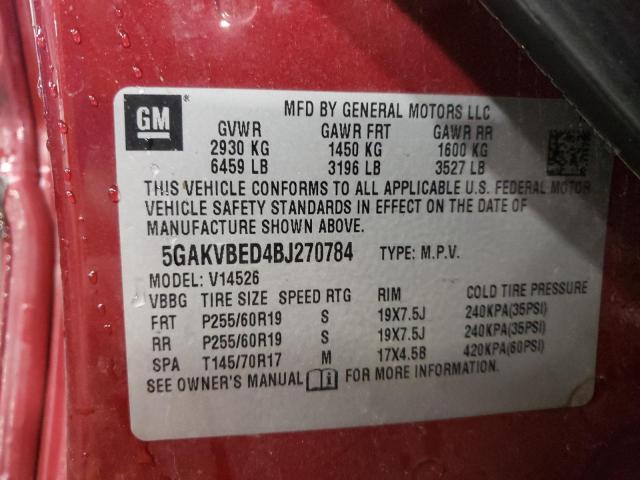 GM
MFD BY GENERAL MOTORS LLC
GVWR GAWR FRT GAWR RR
2930 KG 1450 KG 1600 KG
6459 LB 3196 LB 3527 LB
THIS VEHICLE CONFORMS TO ALL APPLICABLE U.S. FEDERAL MOTOR
VEHICLE SAFETY STANDARDS IN EFFECT ON THE DATE OF
MANUFACTURE SHOWN ABOVE.
5GAKVBED4BJ270784 TYPE: M.P.V.
MODEL: V14526
VBBG TIRE SIZE SPEED RTG RIM COLD TIRE PRESSURE
FRT P255/60R19 S 19X7.5J 240KPA(35PSI)
RR P255/60R19 S 19X7.5J 240KPA(35PSI)
SPA T145/70R17 M 17X4.5B 420KPA(60PSI)
SEE OWNER'S MANUAL FOR MORE INFORMATION.